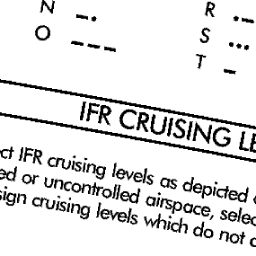 N –·
O – – –
R ·–·
S ···
T –
IFR CRUISING LE
ct IFR cruising levels as depicted
ed or uncontrolled airspace, selec
sign cruising levels which do not